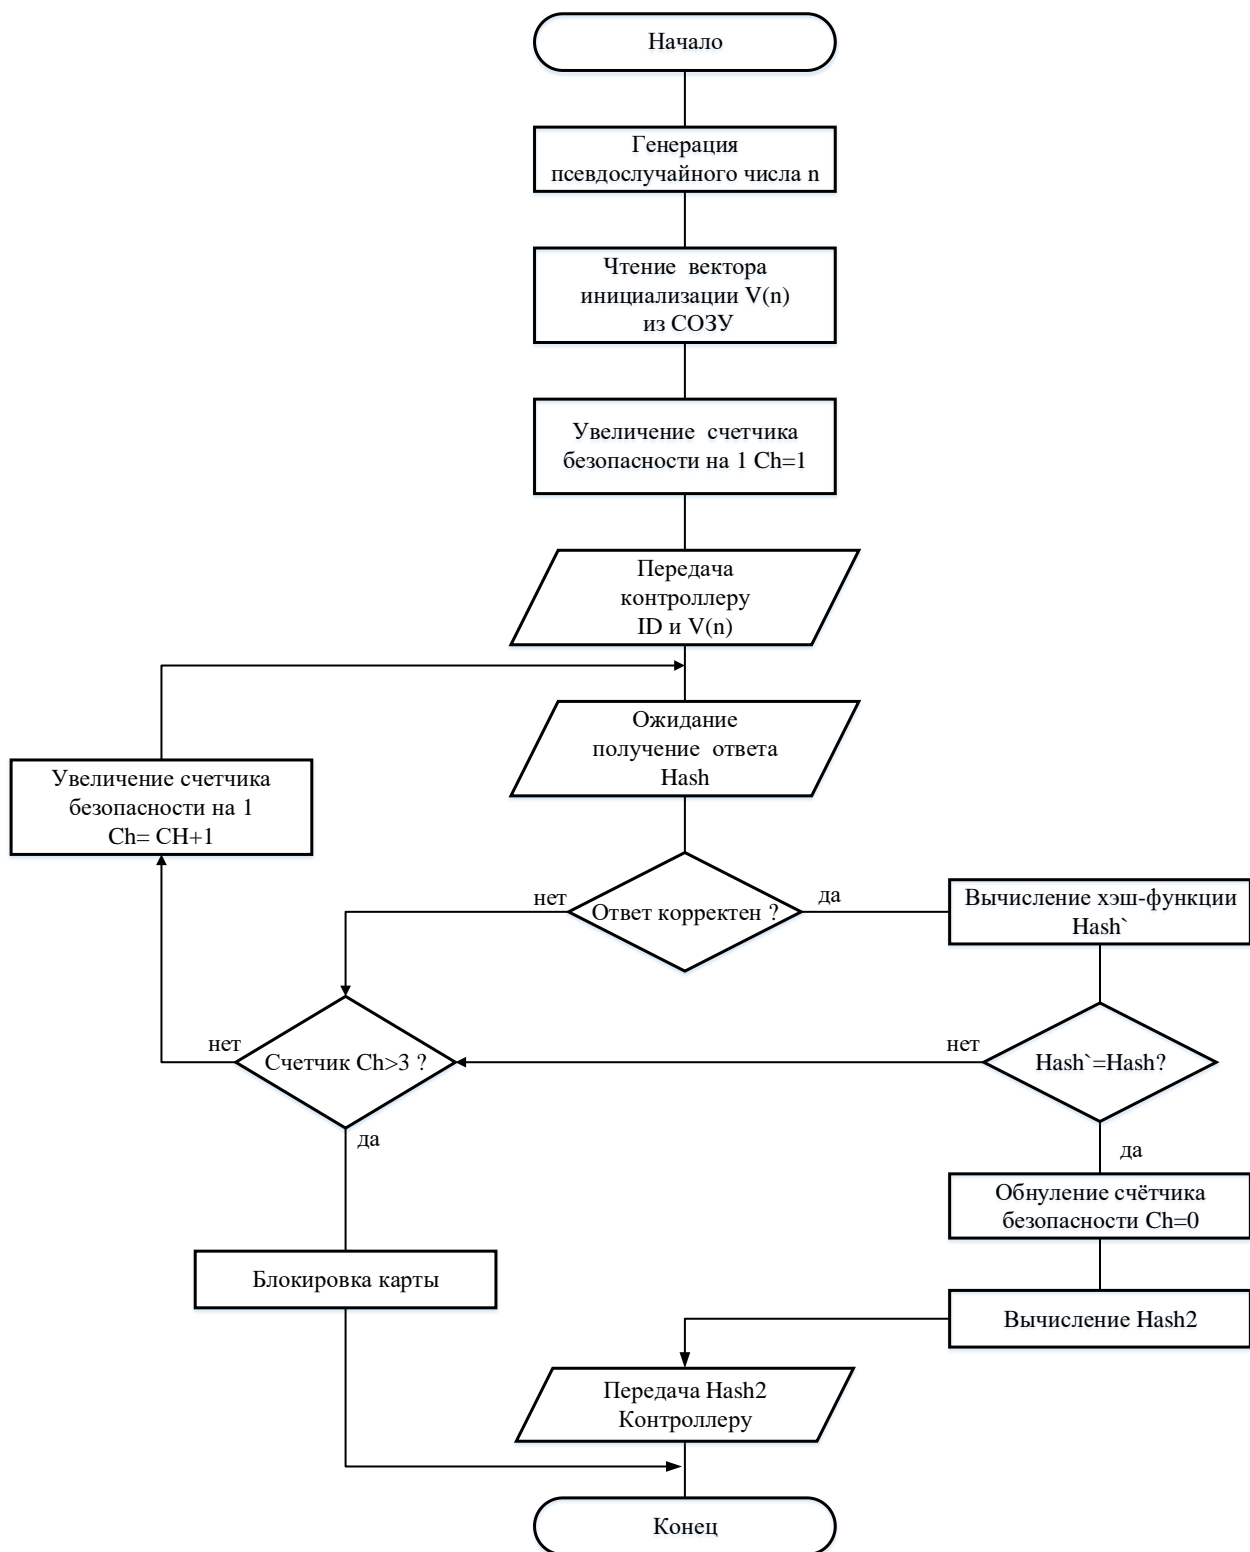 Начало
Генерация
псевдослучайного числа n
Чтение вектора
инициализации V(n)
из СОЗУ
Увеличение счетчика
безопасности на 1 Ch=1
Передача
контроллеру
ID и V(n)
Ожидание
получение ответа
Hash
Увеличение счетчика
безопасности на 1
Ch= CH+1
нет
Ответ корректен ?
да
Вычисление хэш-функции
Hash`
нет
Счетчик Ch>3 ?
нет
Hash`=Hash?
да
да
Обнуление счётчика
безопасности Ch=0
Блокировка карты
Вычисление Hash2
Передача Hash2
Контроллеру
Конец